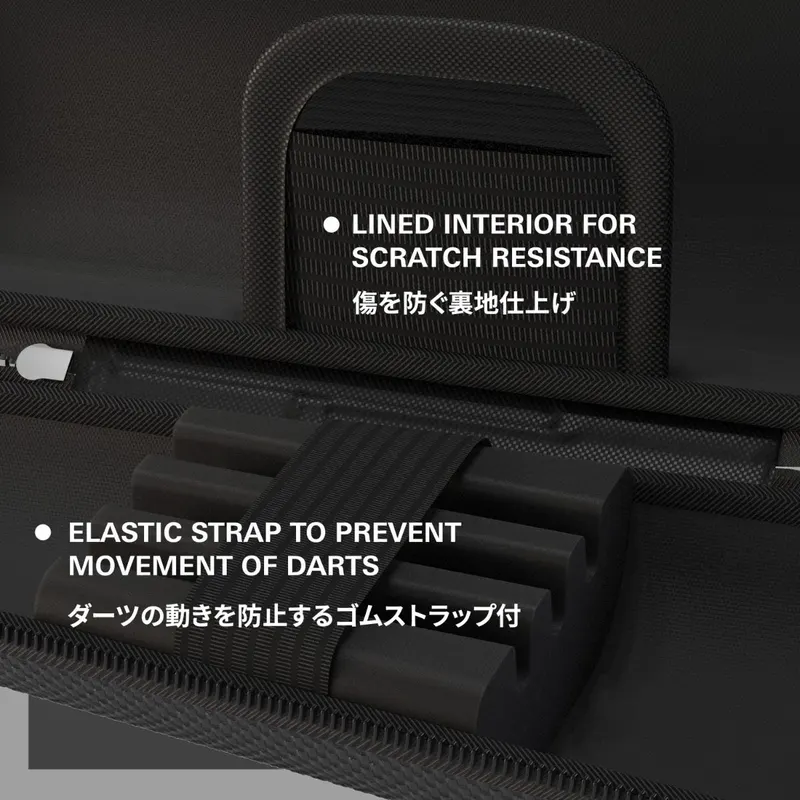 LINED INTERIOR FOR
SCRATCH RESISTANCE
傷を防ぐ裏地仕上げ
ELASTIC STRAP TO PREVENT
MOVEMENT OF DARTS
ダーツの動きを防止するゴムストラップ付